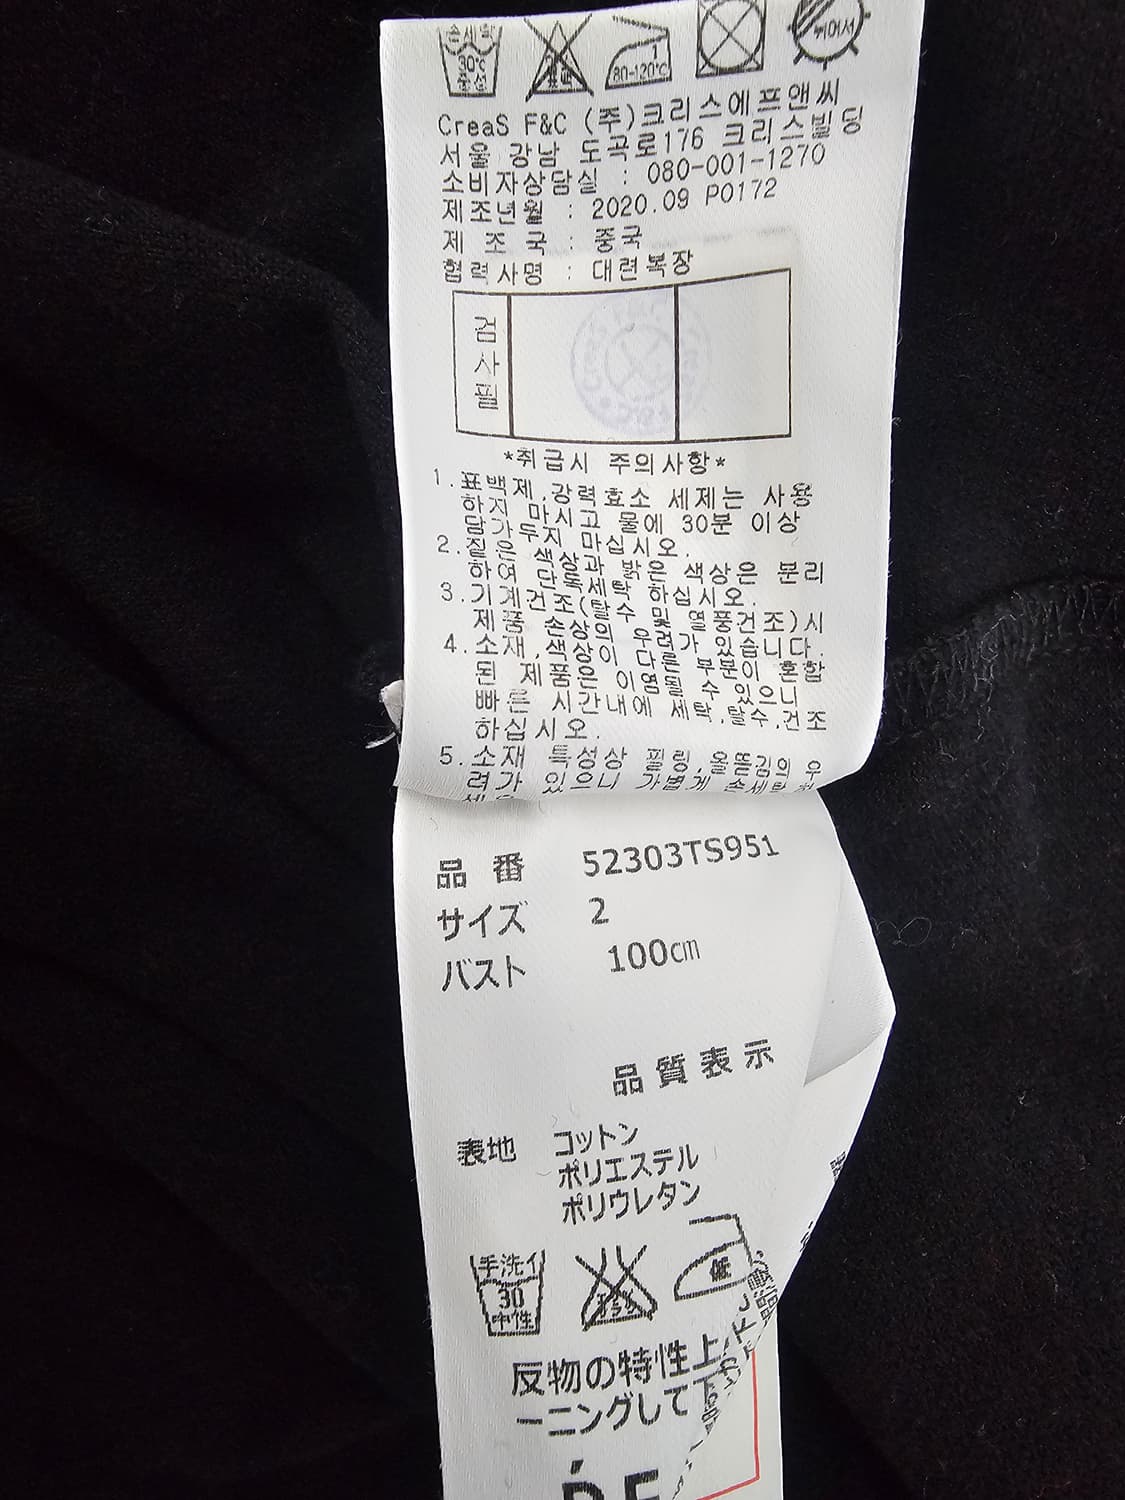 손세탁
30℃
중성
80-120℃
뉘어서
CreaS F&C (주)크리스에프앤씨
서울 강남 도곡로176 크리스빌딩
소비자상담실 : 080-001-1270
제조년월 : 2020.09 P0172
제 조 국 : 중국
협력사명 : 대련복장
검사필
*취급시 주의사항*
1.표백제,강력효소 세제는 사용
하지 마시고 물에 30분 이상
담가두지 마십시오.
2.짙은 색상과 밝은 색상은 분리
하여 단독세탁 하십시오.
3.기계건조(탈수 및 열풍건조)시
제품 손상의 우려가 있습니다.
4.소재,색상이 다른 부분이 혼합
된 제품은 이염될 수 있으니
빠른 시간내에 세탁,탈수,건조
하십시오.
5.소재 특성상 필링,올뜯김의 우
려가 있으니 가볍게 손세탁
品 番 52303TS951
サイズ 2
バスト 100㎝
品質表示
表地 コットン
ポリエステル
ポリウレタン
手洗イ
30
中性
低
反物の特性上
ーニングして